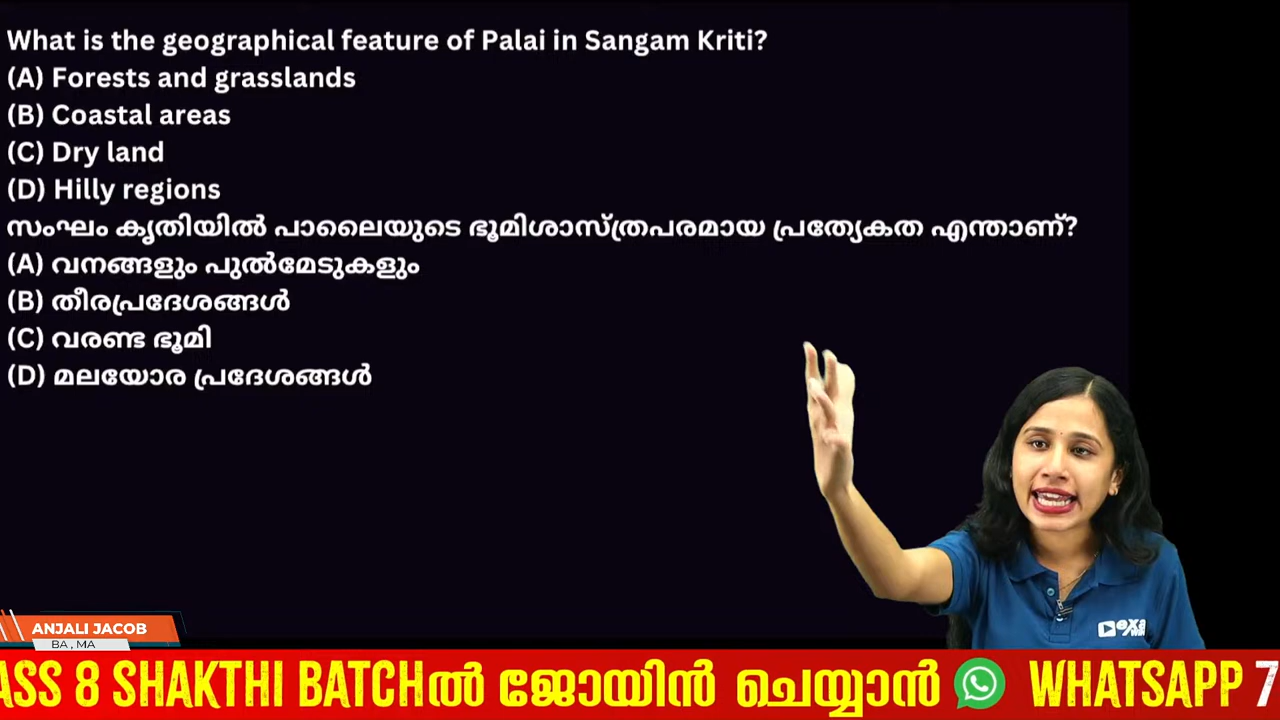 What is the geographical feature of Palai in Sangam Kriti?
(A) Forests and grasslands
(B) Coastal areas
(C) Dry land
(D) Hilly regions
സംഘം കൃതിയിൽ പാലൈയുടെ ഭൂമിശാസ്ത്രപരമായ പ്രത്യേകത എന്താണ്?
(A) വനങ്ങളും പുൽമേടുകളും
(B) തീരപ്രദേശങ്ങൾ
(C) വരണ്ട ഭൂമി
(D) മലയോര പ്രദേശങ്ങൾ
ANJALI JACOB
BA , MA
ASS 8 SHAKTHI BATCHൽ ജോയിൻ ചെയ്യാൻ WHATSAPP 7